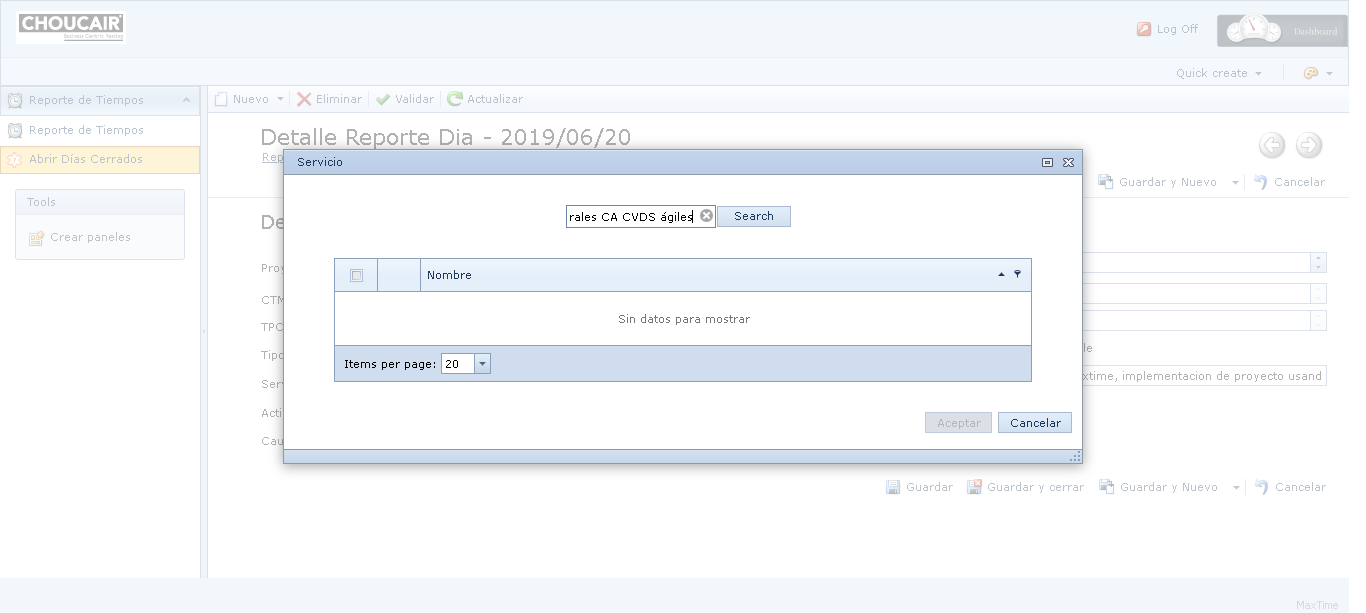 CHOUCAIR
Business Centric Testing
Log Off
Dashboard
Quick create
Reporte de Tiempos
Nuevo
Eliminar
Validar
Actualizar
Reporte de Tiempos
Abrir Días Cerrados
Detalle Reporte Dia - 2019/06/20
Rep
Servicio
Guardar y Nuevo
Cancelar
Tools
Crear paneles
De
rales CA CVDS ágiles
Search
Proy
Nombre
CTM
Sin datos para mostrar
TPC
Tipo
le
Items per page:
20
Serv
xtime, implementacion de proyecto usand
Acti
Cau
Aceptar
Cancelar
Guardar
Guardar y cerrar
Guardar y Nuevo
Cancelar
MaxTime